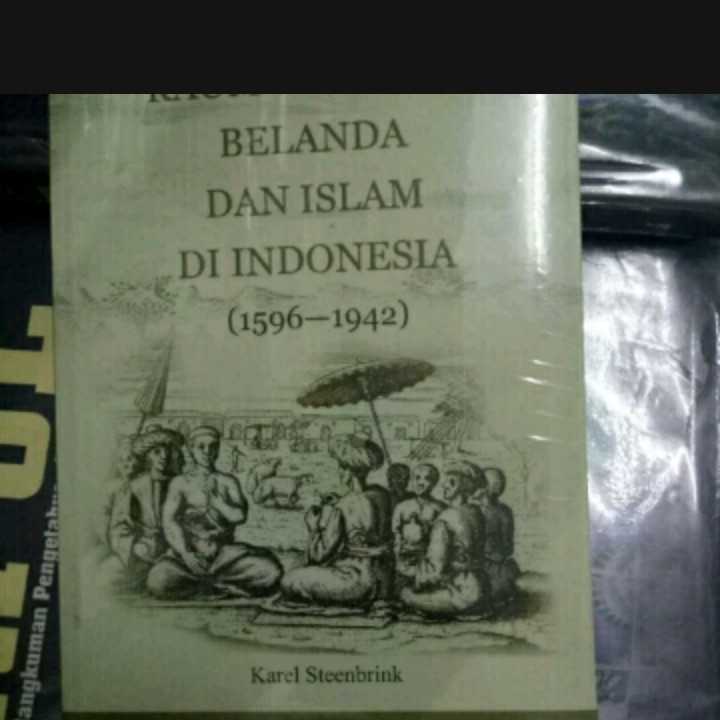 BELANDA
DAN ISLAM
DI INDONESIA
(1596—1942)
Karel Steenbrink
angkuman Pengetahu